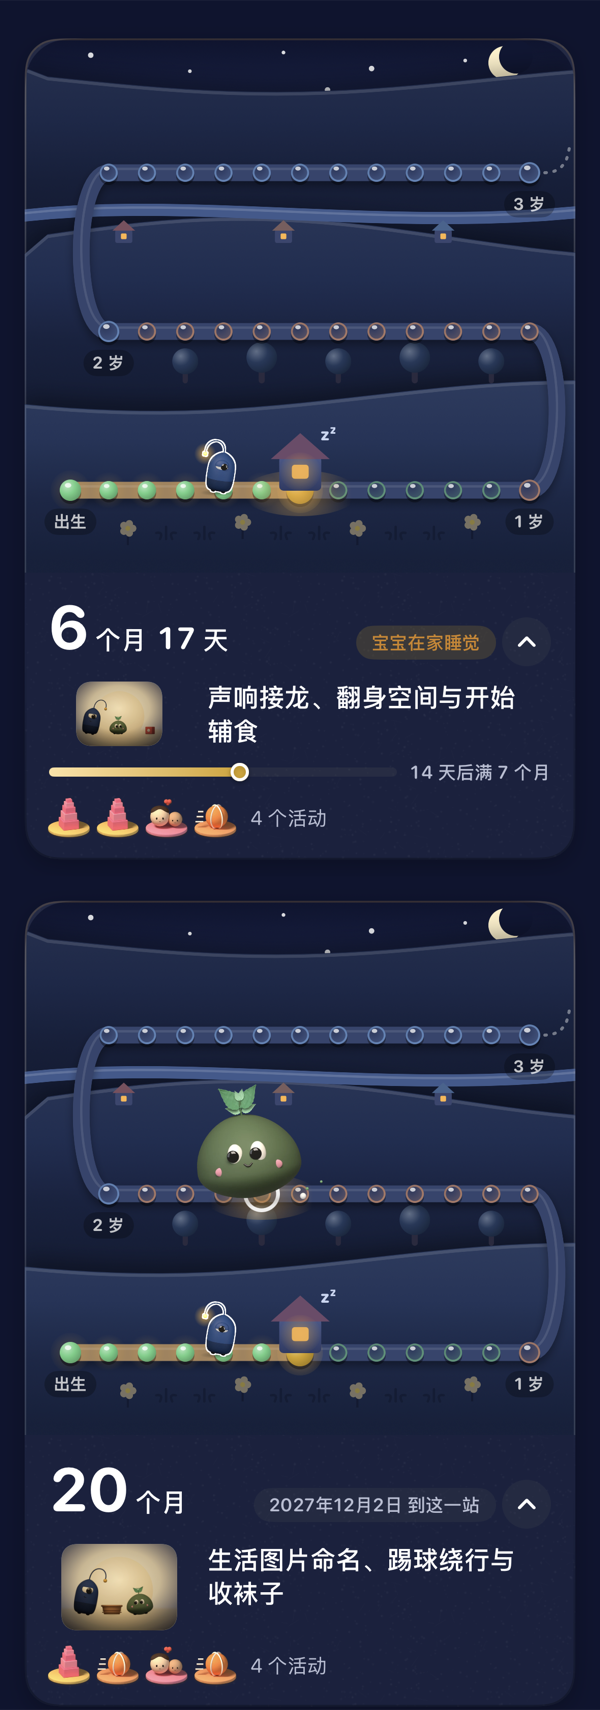 3 岁
2 岁
zz
出生
1 岁
6 个月 17 天
宝宝在家睡觉
声响接龙、翻身空间与开始
辅食
14 天后满 7 个月
4 个活动
3 岁
2 岁
zz
出生
1 岁
20 个月
2027年12月2日 到这一站
生活图片命名、踢球绕行与
收袜子
4 个活动